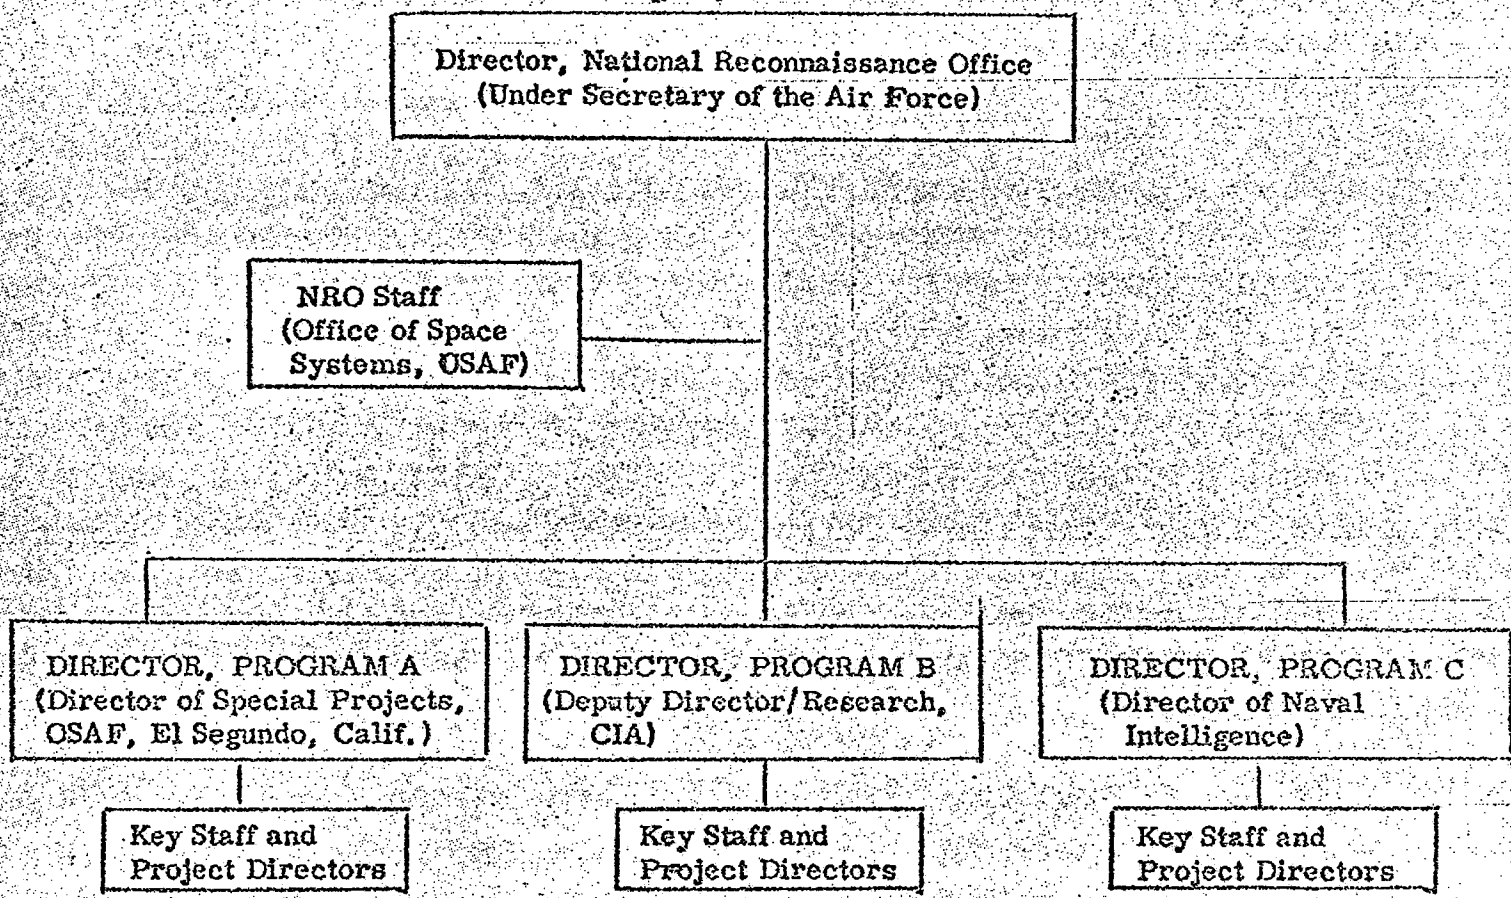 Director, National Reconnaissance Office
(Under Secretary of the Air Force)
NRO Staff
(Office of Space
Systems, OSAF)
DIRECTOR, PROGRAM A
(Director of Special Projects,
OSAF, El Segundo, Calif.)
DIRECTOR, PROGRAM B
(Deputy Director/Research,
CIA)
DIRECTOR, PROGRAM C
(Director of Naval
Intelligence)
Key Staff and
Project Directors
Key Staff and
Project Directors
Key Staff and
Project Directors